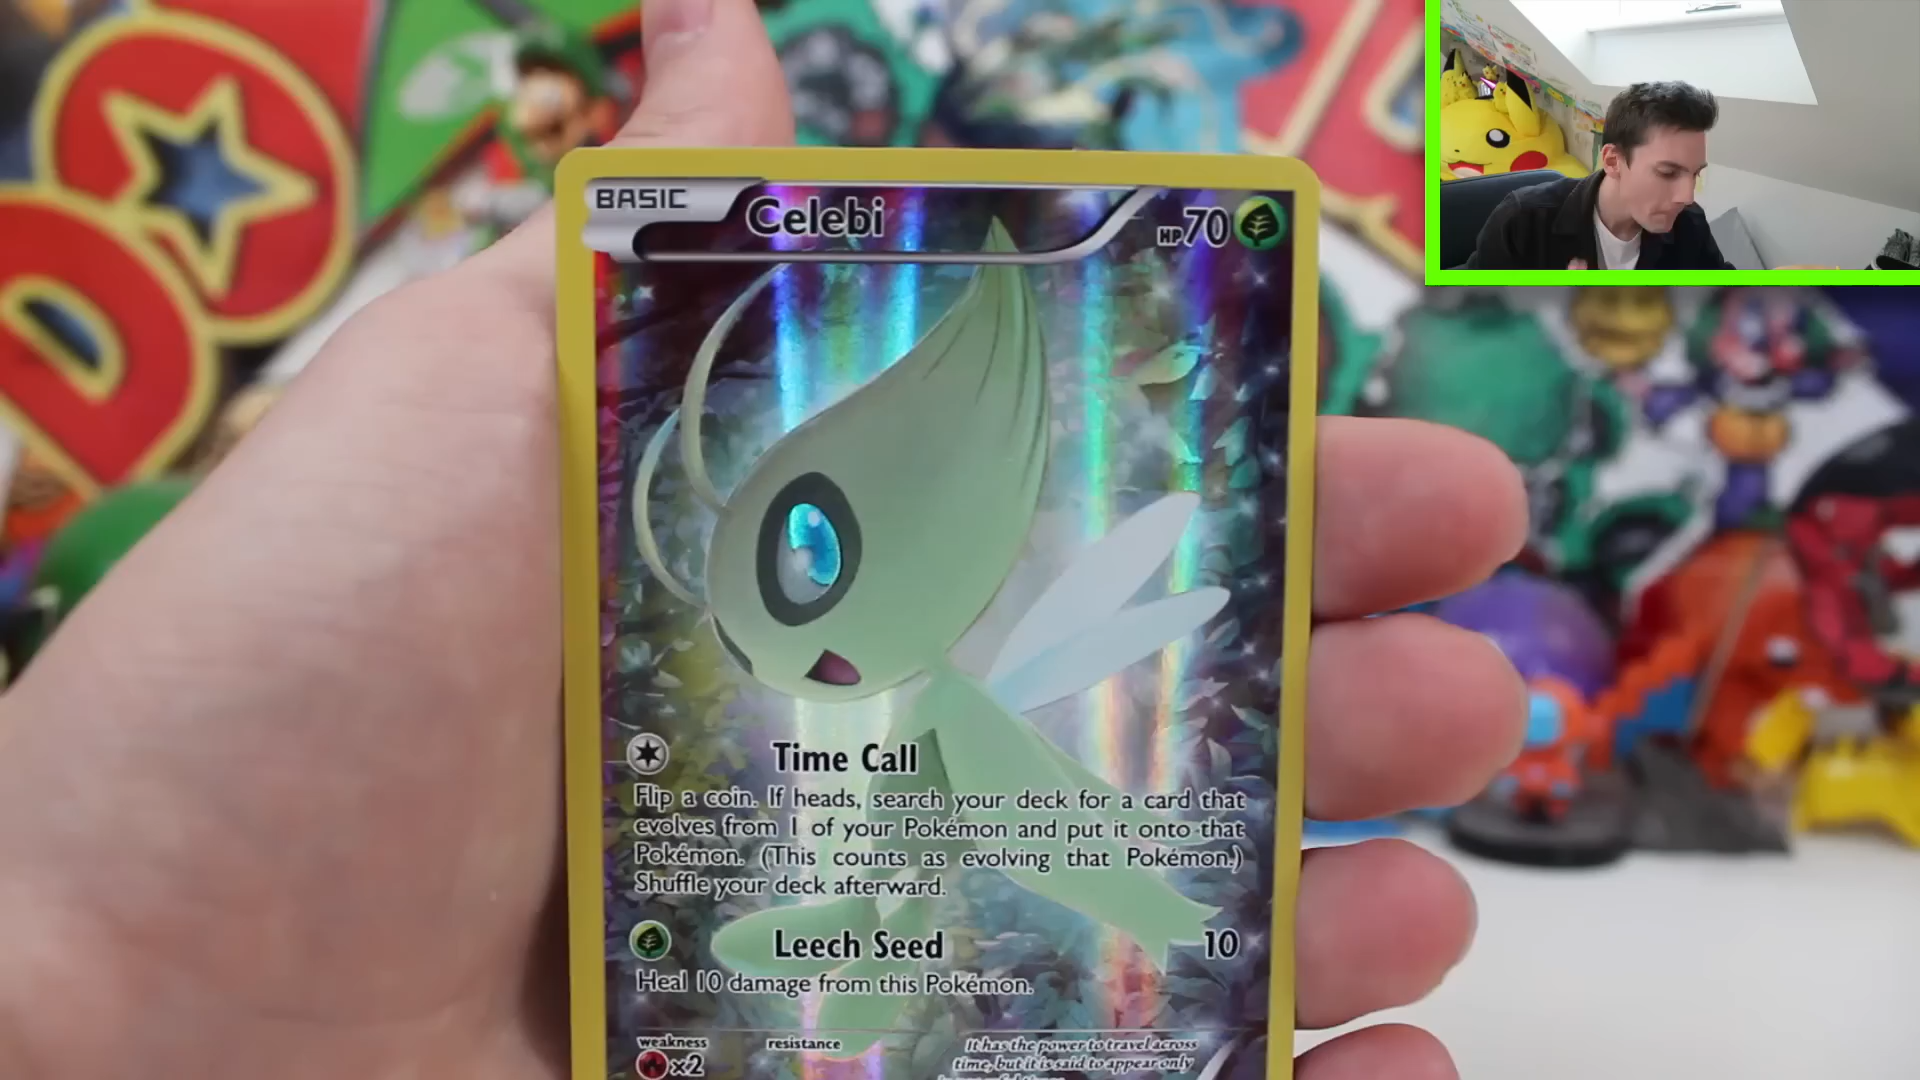 BASIC Celebi HP70
Time Call
Flip a coin. If heads, search your deck for a card that
evolves from 1 of your Pokémon and put it onto that
Pokémon. (This counts as evolving that Pokémon.)
Shuffle your deck afterward.
Leech Seed 10
Heal 10 damage from this Pokémon.
weakness resistance
x2
It has the power to travel across
time, but it is said to appear only